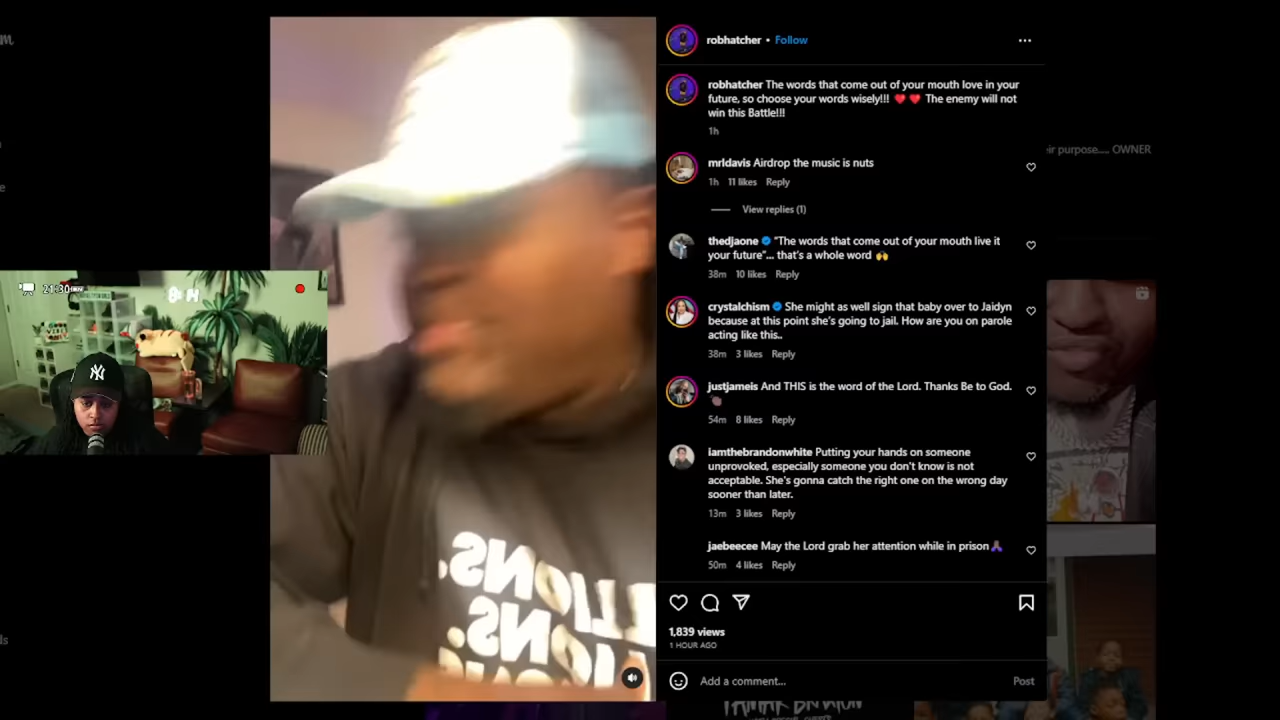 robhatcher • Follow
robhatcher The words that come out of your mouth love in your
future, so choose your words wisely!!! ❤️ ❤️ The enemy will not
win this Battle!!!
1h
mrldavis Airdrop the music is nuts
1h 11 likes Reply
View replies (1)
thedjaone "The words that come out of your mouth live it
your future"... that's a whole word 🙌
38m 10 likes Reply
crystalchism She might as well sign that baby over to Jaidyn
because at this point she's going to jail. How are you on parole
acting like this..
38m 3 likes Reply
justjameis And THIS is the word of the Lord. Thanks Be to God.
54m 8 likes Reply
iamthebrandonwhite Putting your hands on someone
unprovoked, especially someone you don't know is not
acceptable. She's gonna catch the right one on the wrong day
sooner than later.
13m 3 likes Reply
jaebeecee May the Lord grab her attention while in prison🙏🏾
50m 4 likes Reply
1,839 views
1 HOUR AGO
Add a comment... Post
purpose..... OWNER
21:30
NY